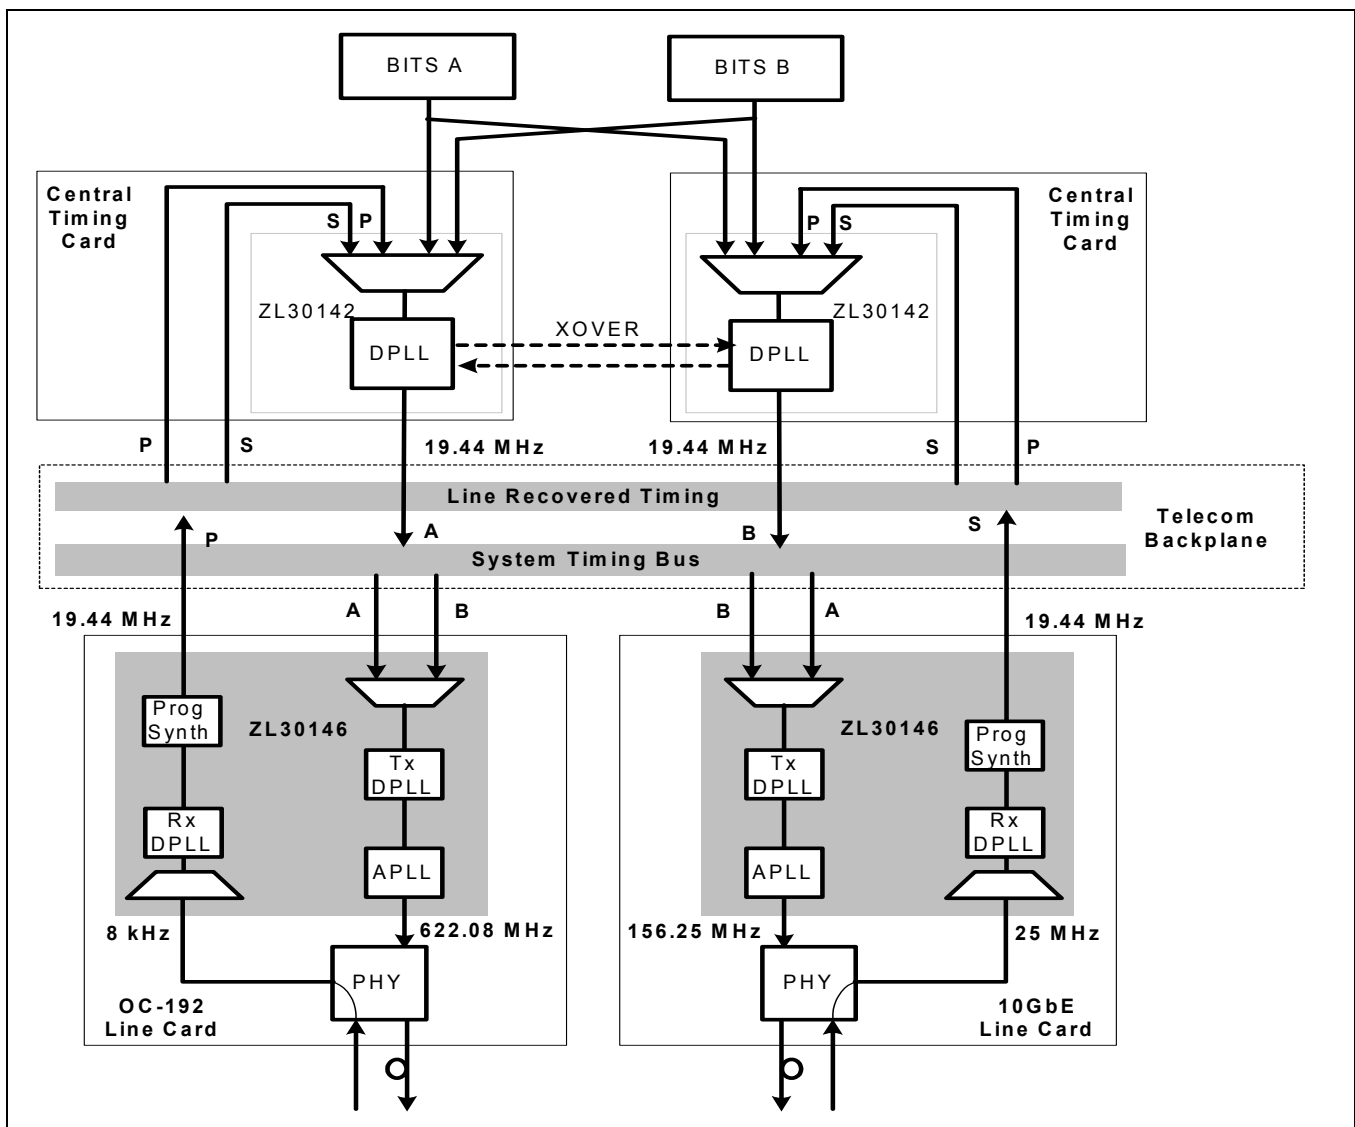 BITS A
BITS B
Central
Timing
Card
Central
Timing
Card
S
P
P
S
ZL30142
ZL30142
XOVER
DPLL
DPLL
P
S
19.44 MHz
19.44 MHz
S
P
Line Recovered Timing
P
A
B
S
Telecom
Backplane
System Timing Bus
19.44 MHz
A
B
B
A
19.44 MHz
Prog
Synth
ZL30146
ZL30146
Prog
Synth
Tx
DPLL
Tx
DPLL
Rx
DPLL
Rx
DPLL
APLL
APLL
8 kHz
622.08 MHz
156.25 MHz
25 MHz
PHY
PHY
OC-192
Line Card
10GbE
Line Card